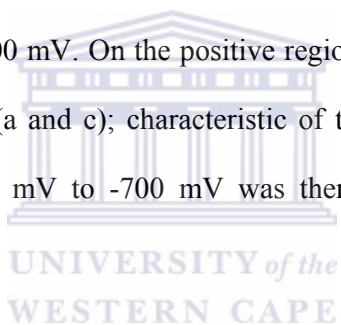 00 mV. On the positive regio
(a and c); characteristic of t
mV to -700 mV was ther
UNIVERSITY of the
WESTERN CAPE